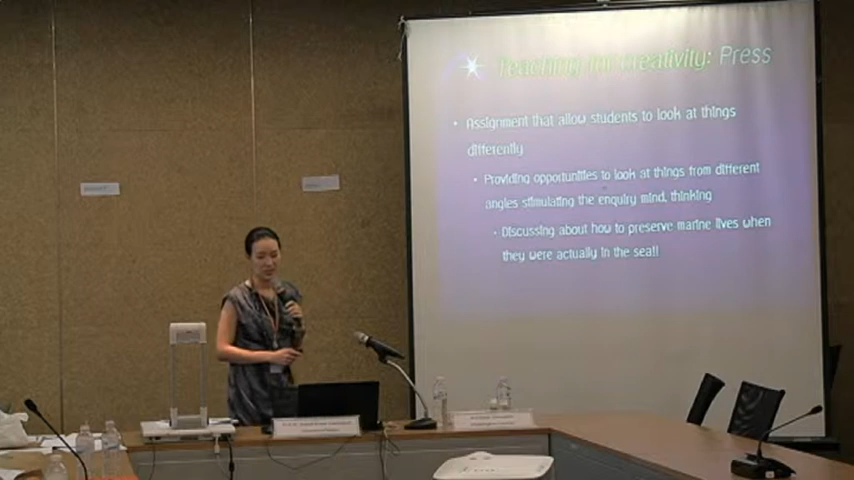 Teaching for creativity: Press
• Assignment that allow students to look at things
differently
• Providing opportunities to look at things from different
angles stimulating the enquiry mind, thinking
• Discussing about how to preserve marine lives when
they were actually in the sea!!